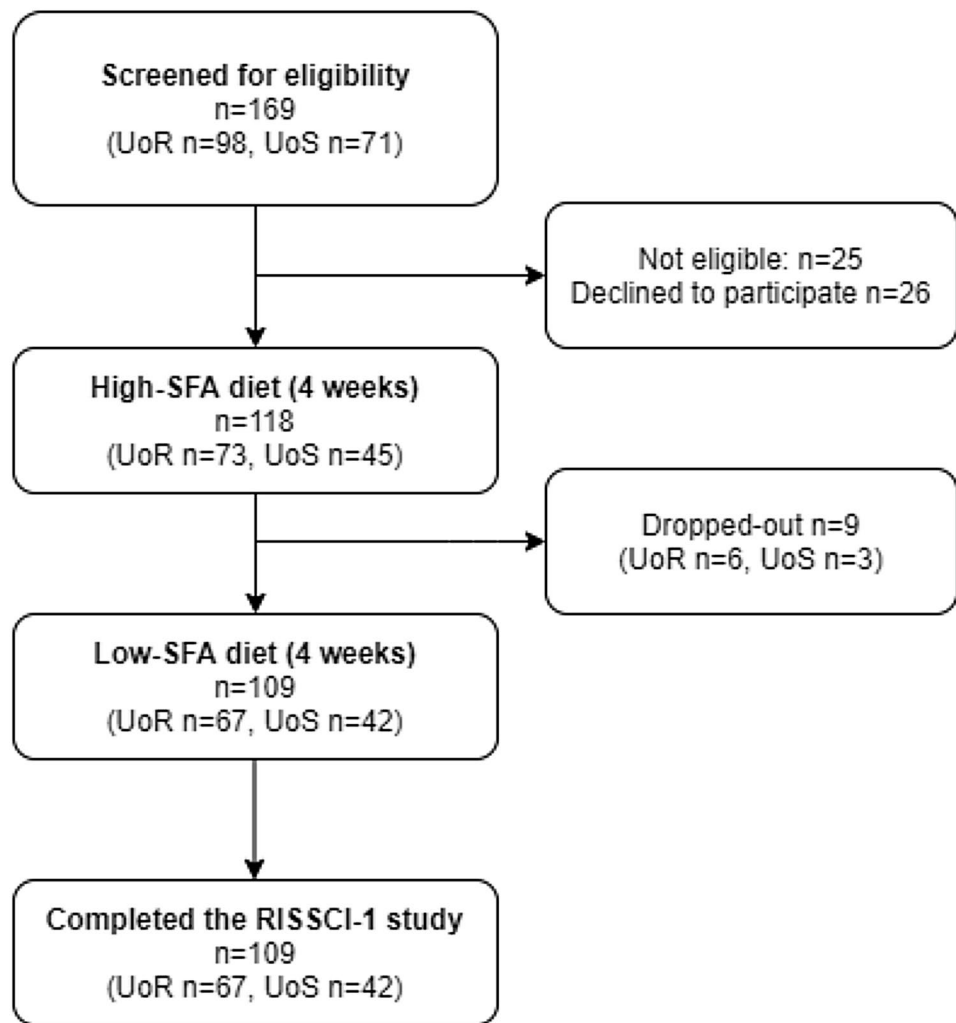 Screened for eligibility
n=169
(UoR n=98, UoS n=71)
Not eligible: n=25
Declined to participate n=26
High-SFA diet (4 weeks)
n=118
(UoR n=73, UoS n=45)
Dropped-out n=9
(UoR n=6, UoS n=3)
Low-SFA diet (4 weeks)
n=109
(UoR n=67, UoS n=42)
Completed the RISSCI-1 study
n=109
(UoR n=67, UoS n=42)